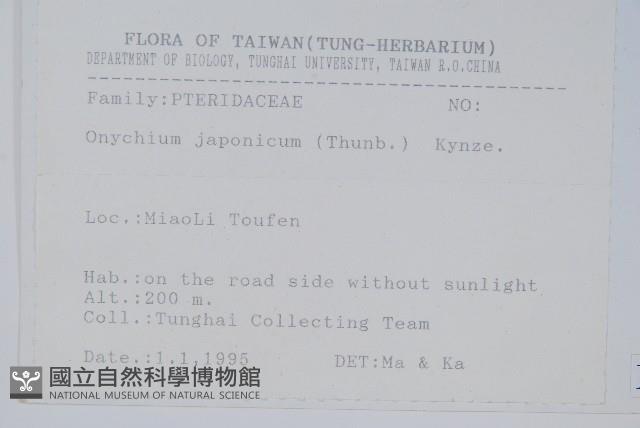 FLORA OF TAIWAN(TUNG-HERBARIUM)
DEPARTMENT OF BIOLOGY, TUNGHAI UNIVERSITY, TAIWAN R.O.CHINA
Family:PTERIDACEAE NO:
Onychium japonicum (Thunb.) Kynze.
Loc.:MiaoLi Toufen
Hab.:on the road side without sunlight
Alt.:200 m.
Coll.:Tunghai Collecting Team
Date.:1.1.1995 DET:Ma & Ka
國立自然科學博物館
NATIONAL MUSEUM OF NATURAL SCIENCE